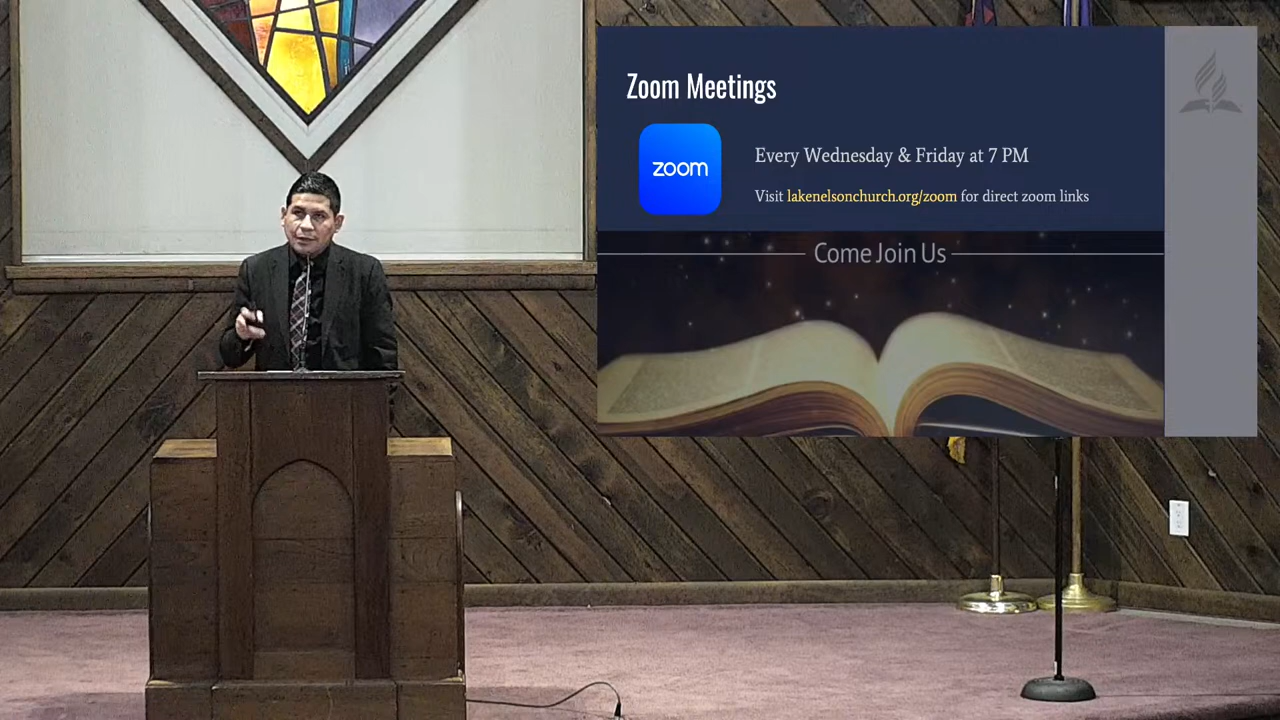 Zoom Meetings
zoom
Every Wednesday & Friday at 7 PM
Visit lakenelsonchurch.org/zoom for direct zoom links
Come Join Us